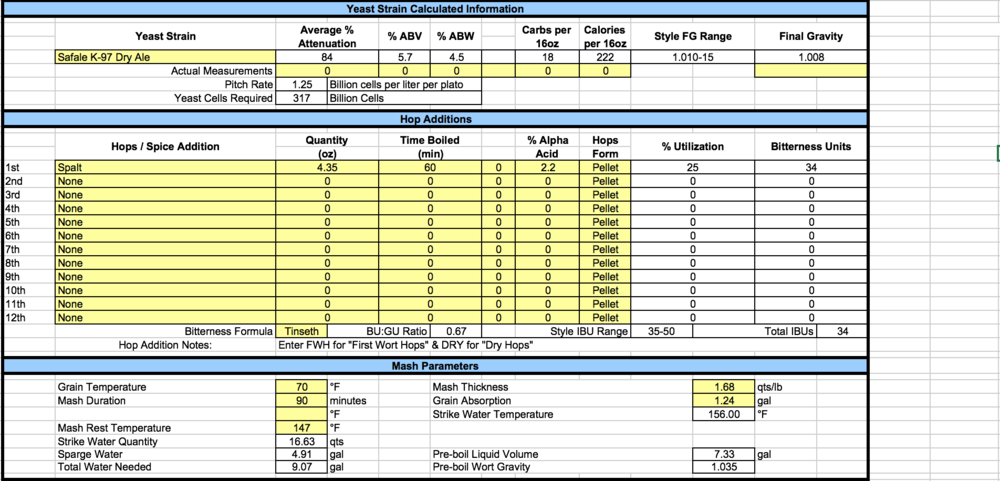 Yeast Strain Calculated Information
Yeast Strain Average % Attenuation % ABV % ABW Carbs per 16oz Calories per 16oz Style FG Range Final Gravity
Safale K-97 Dry Ale 84 5.7 4.5 18 222 1.010-15 1.008
Actual Measurements 0 0 0 0 0
Pitch Rate 1.25 Billion cells per liter per plato
Yeast Cells Required 317 Billion Cells
Hop Additions
Hops / Spice Addition Quantity (oz) Time Boiled (min) % Alpha Acid Hops Form % Utilization Bitterness Units
1st Spalt 4.35 60 0 2.2 Pellet 25 34
2nd None 0 0 0 0 Pellet 0 0
3rd None 0 0 0 0 Pellet 0 0
4th None 0 0 0 0 Pellet 0 0
5th None 0 0 0 0 Pellet 0 0
6th None 0 0 0 0 Pellet 0 0
7th None 0 0 0 0 Pellet 0 0
8th None 0 0 0 0 Pellet 0 0
9th None 0 0 0 0 Pellet 0 0
10th None 0 0 0 0 Pellet 0 0
11th None 0 0 0 0 Pellet 0 0
12th None 0 0 0 0 Pellet 0 0
Bitterness Formula Tinseth BU:GU Ratio 0.67 Style IBU Range 35-50 Total IBUs 34
Hop Addition Notes: Enter FWH for "First Wort Hops" & DRY for "Dry Hops"
Mash Parameters
Grain Temperature 70 °F Mash Thickness 1.68 qts/lb
Mash Duration 90 minutes Grain Absorption 1.24 gal
°F Strike Water Temperature 156.00 °F
Mash Rest Temperature 147 °F
Strike Water Quantity 16.63 qts
Sparge Water 4.91 gal Pre-boil Liquid Volume 7.33 gal
Total Water Needed 9.07 gal Pre-boil Wort Gravity 1.035